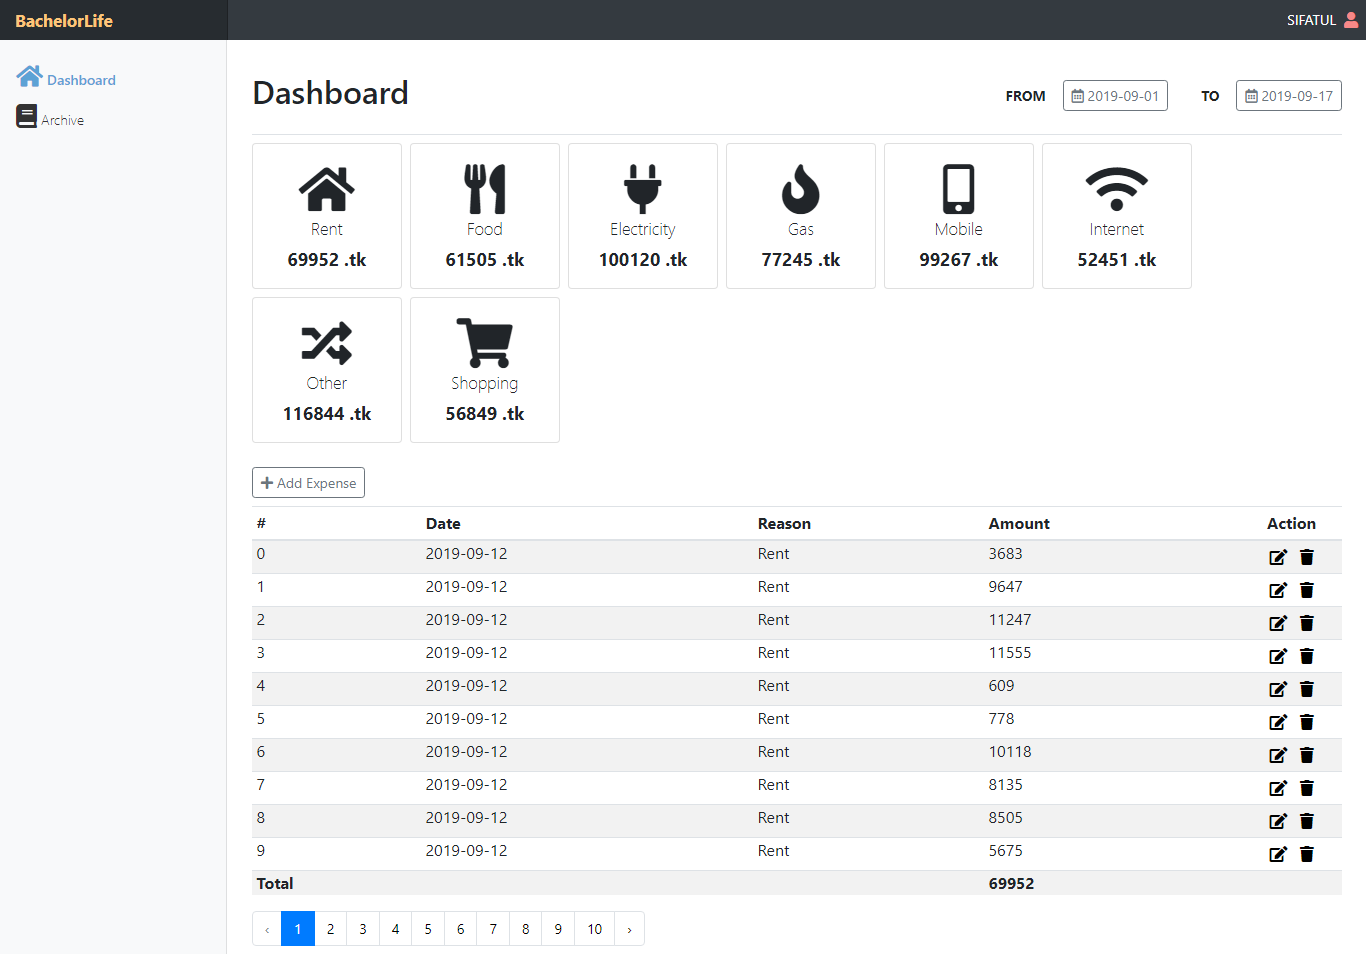 BachelorLife
SIFATUL
Dashboard
Archive
Dashboard
FROM 2019-09-01 TO 2019-09-17
Rent Food Electricity Gas Mobile Internet
69952 .tk 61505 .tk 100120 .tk 77245 .tk 99267 .tk 52451 .tk
Other Shopping
116844 .tk 56849 .tk
Add Expense
# Date Reason Amount Action
0 2019-09-12 Rent 3683
1 2019-09-12 Rent 9647
2 2019-09-12 Rent 11247
3 2019-09-12 Rent 11555
4 2019-09-12 Rent 609
5 2019-09-12 Rent 778
6 2019-09-12 Rent 10118
7 2019-09-12 Rent 8135
8 2019-09-12 Rent 8505
9 2019-09-12 Rent 5675
Total 69952
‹ 1 2 3 4 5 6 7 8 9 10 ›